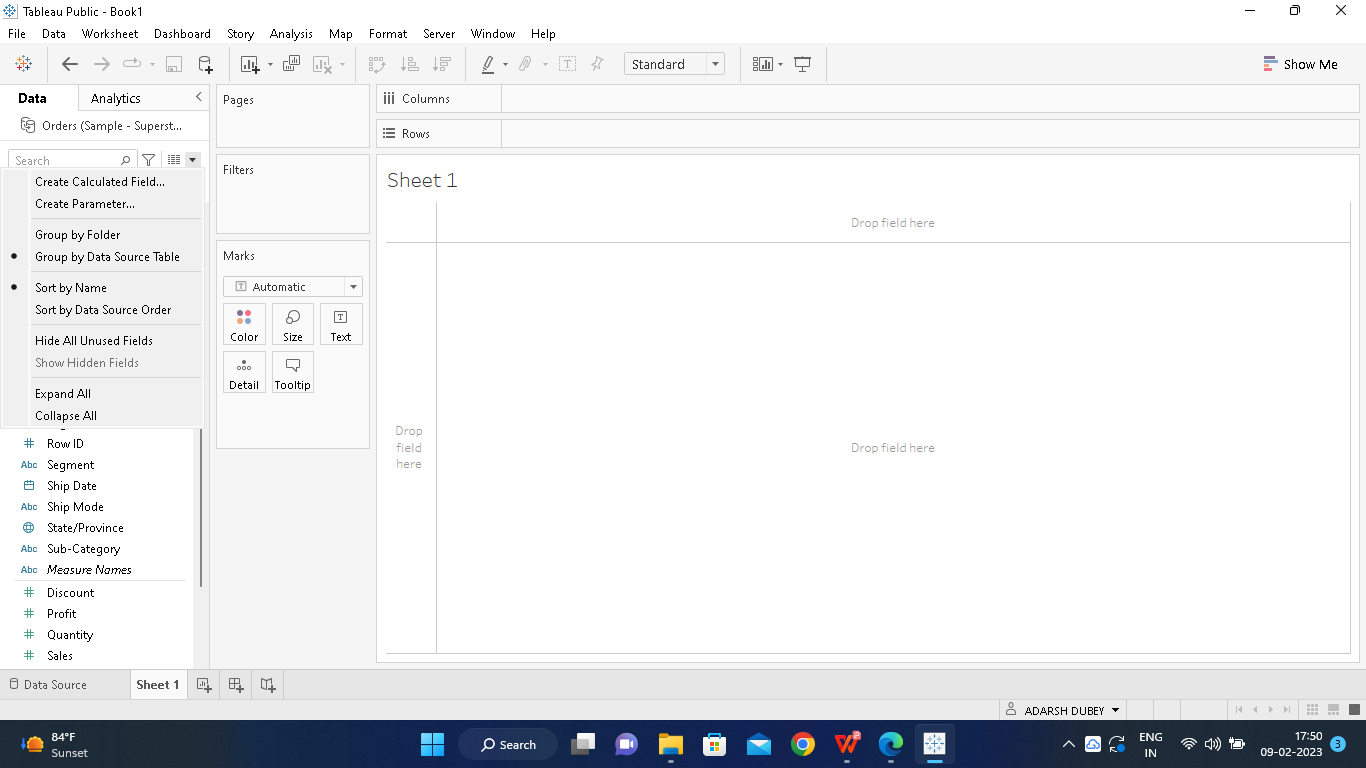 Tableau Public - Book1
File Data Worksheet Dashboard Story Analysis Map Format Server Window Help
Standard
Show Me
Data Analytics
Orders (Sample - Superst...
Search
Create Calculated Field...
Create Parameter...
Group by Folder
Group by Data Source Table
Sort by Name
Sort by Data Source Order
Hide All Unused Fields
Show Hidden Fields
Expand All
Collapse All
Row ID
Abc Segment
Ship Date
Abc Ship Mode
State/Province
Abc Sub-Category
Abc Measure Names
Discount
Profit
Quantity
Sales
Pages
Filters
Marks
Automatic
Color Size Text
Detail Tooltip
Columns
Rows
Sheet 1
Drop field here
Drop
field
here
Drop field here
Data Source Sheet 1
ADARSH DUBEY
84°F
Sunset
Search
ENG
IN
17:50
09-02-2023
3